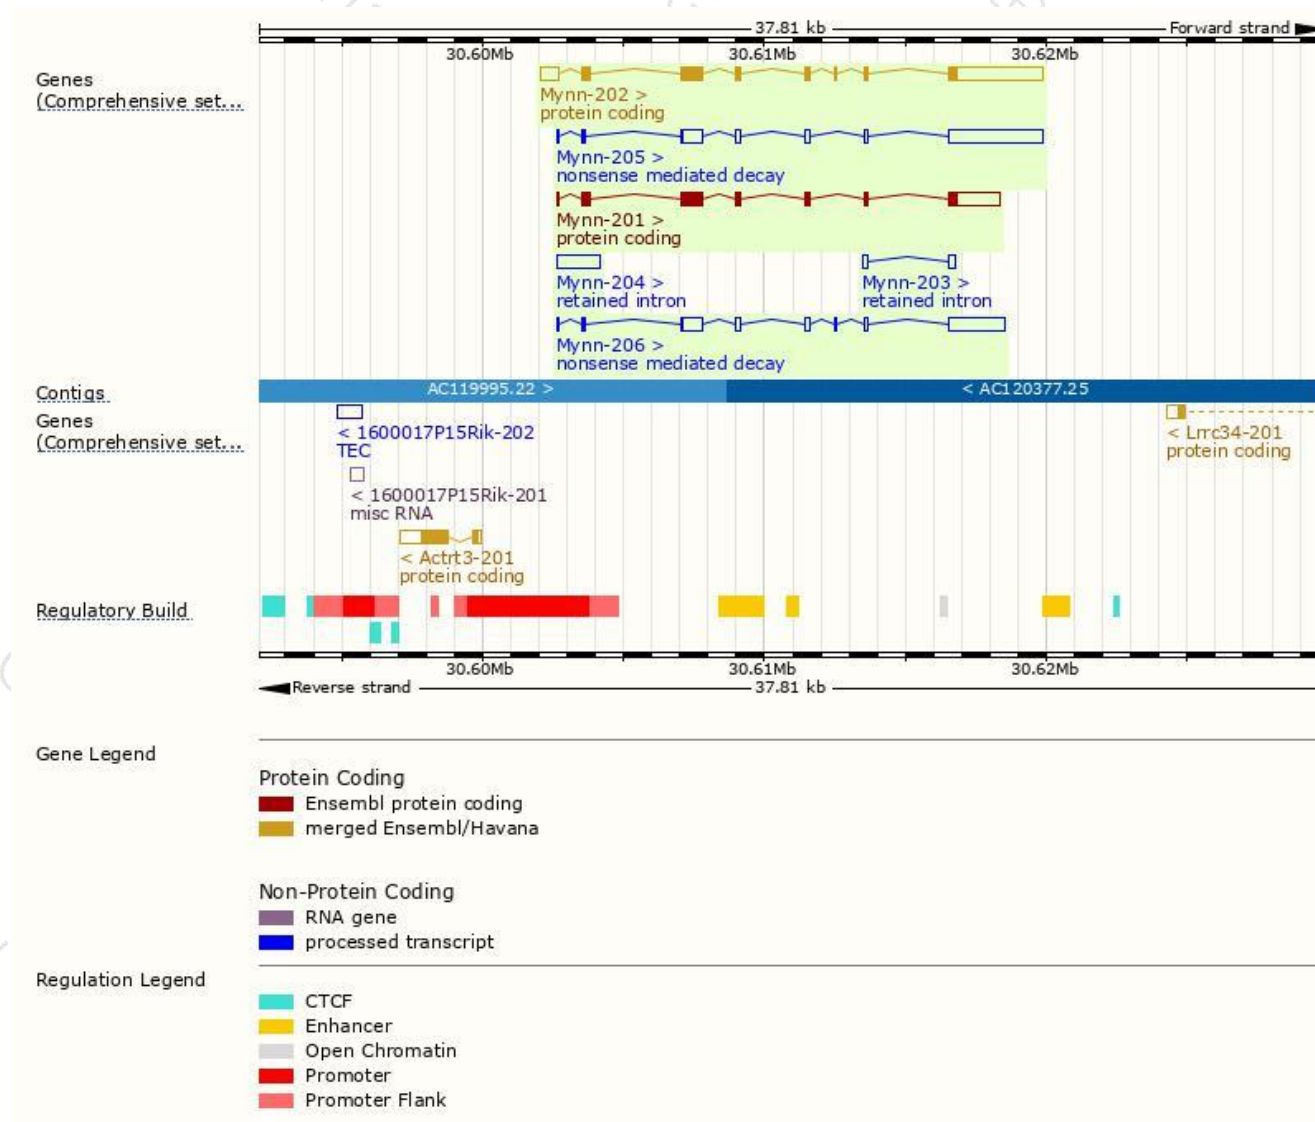 37.81 kb Forward strand
30.60Mb 30.61Mb 30.62Mb
Genes
(Comprehensive set...
Mynn-202 >
protein coding
Mynn-205 >
nonsense mediated decay
Mynn-201 >
protein coding
Mynn-204 > Mynn-203 >
retained intron retained intron
Mynn-206 >
nonsense mediated decay
Contigs AC119995.22 > < AC120377.25
Genes
(Comprehensive set...
< 1600017P15Rik-202 < Lrrc34-201
TEC protein coding
< 1600017P15Rik-201
misc RNA
< Actrt3-201
protein coding
Regulatory Build
30.60Mb 30.61Mb 30.62Mb
Reverse strand 37.81 kb
Gene Legend
Protein Coding
Ensembl protein coding
merged Ensembl/Havana
Non-Protein Coding
RNA gene
processed transcript
Regulation Legend
CTCF
Enhancer
Open Chromatin
Promoter
Promoter Flank